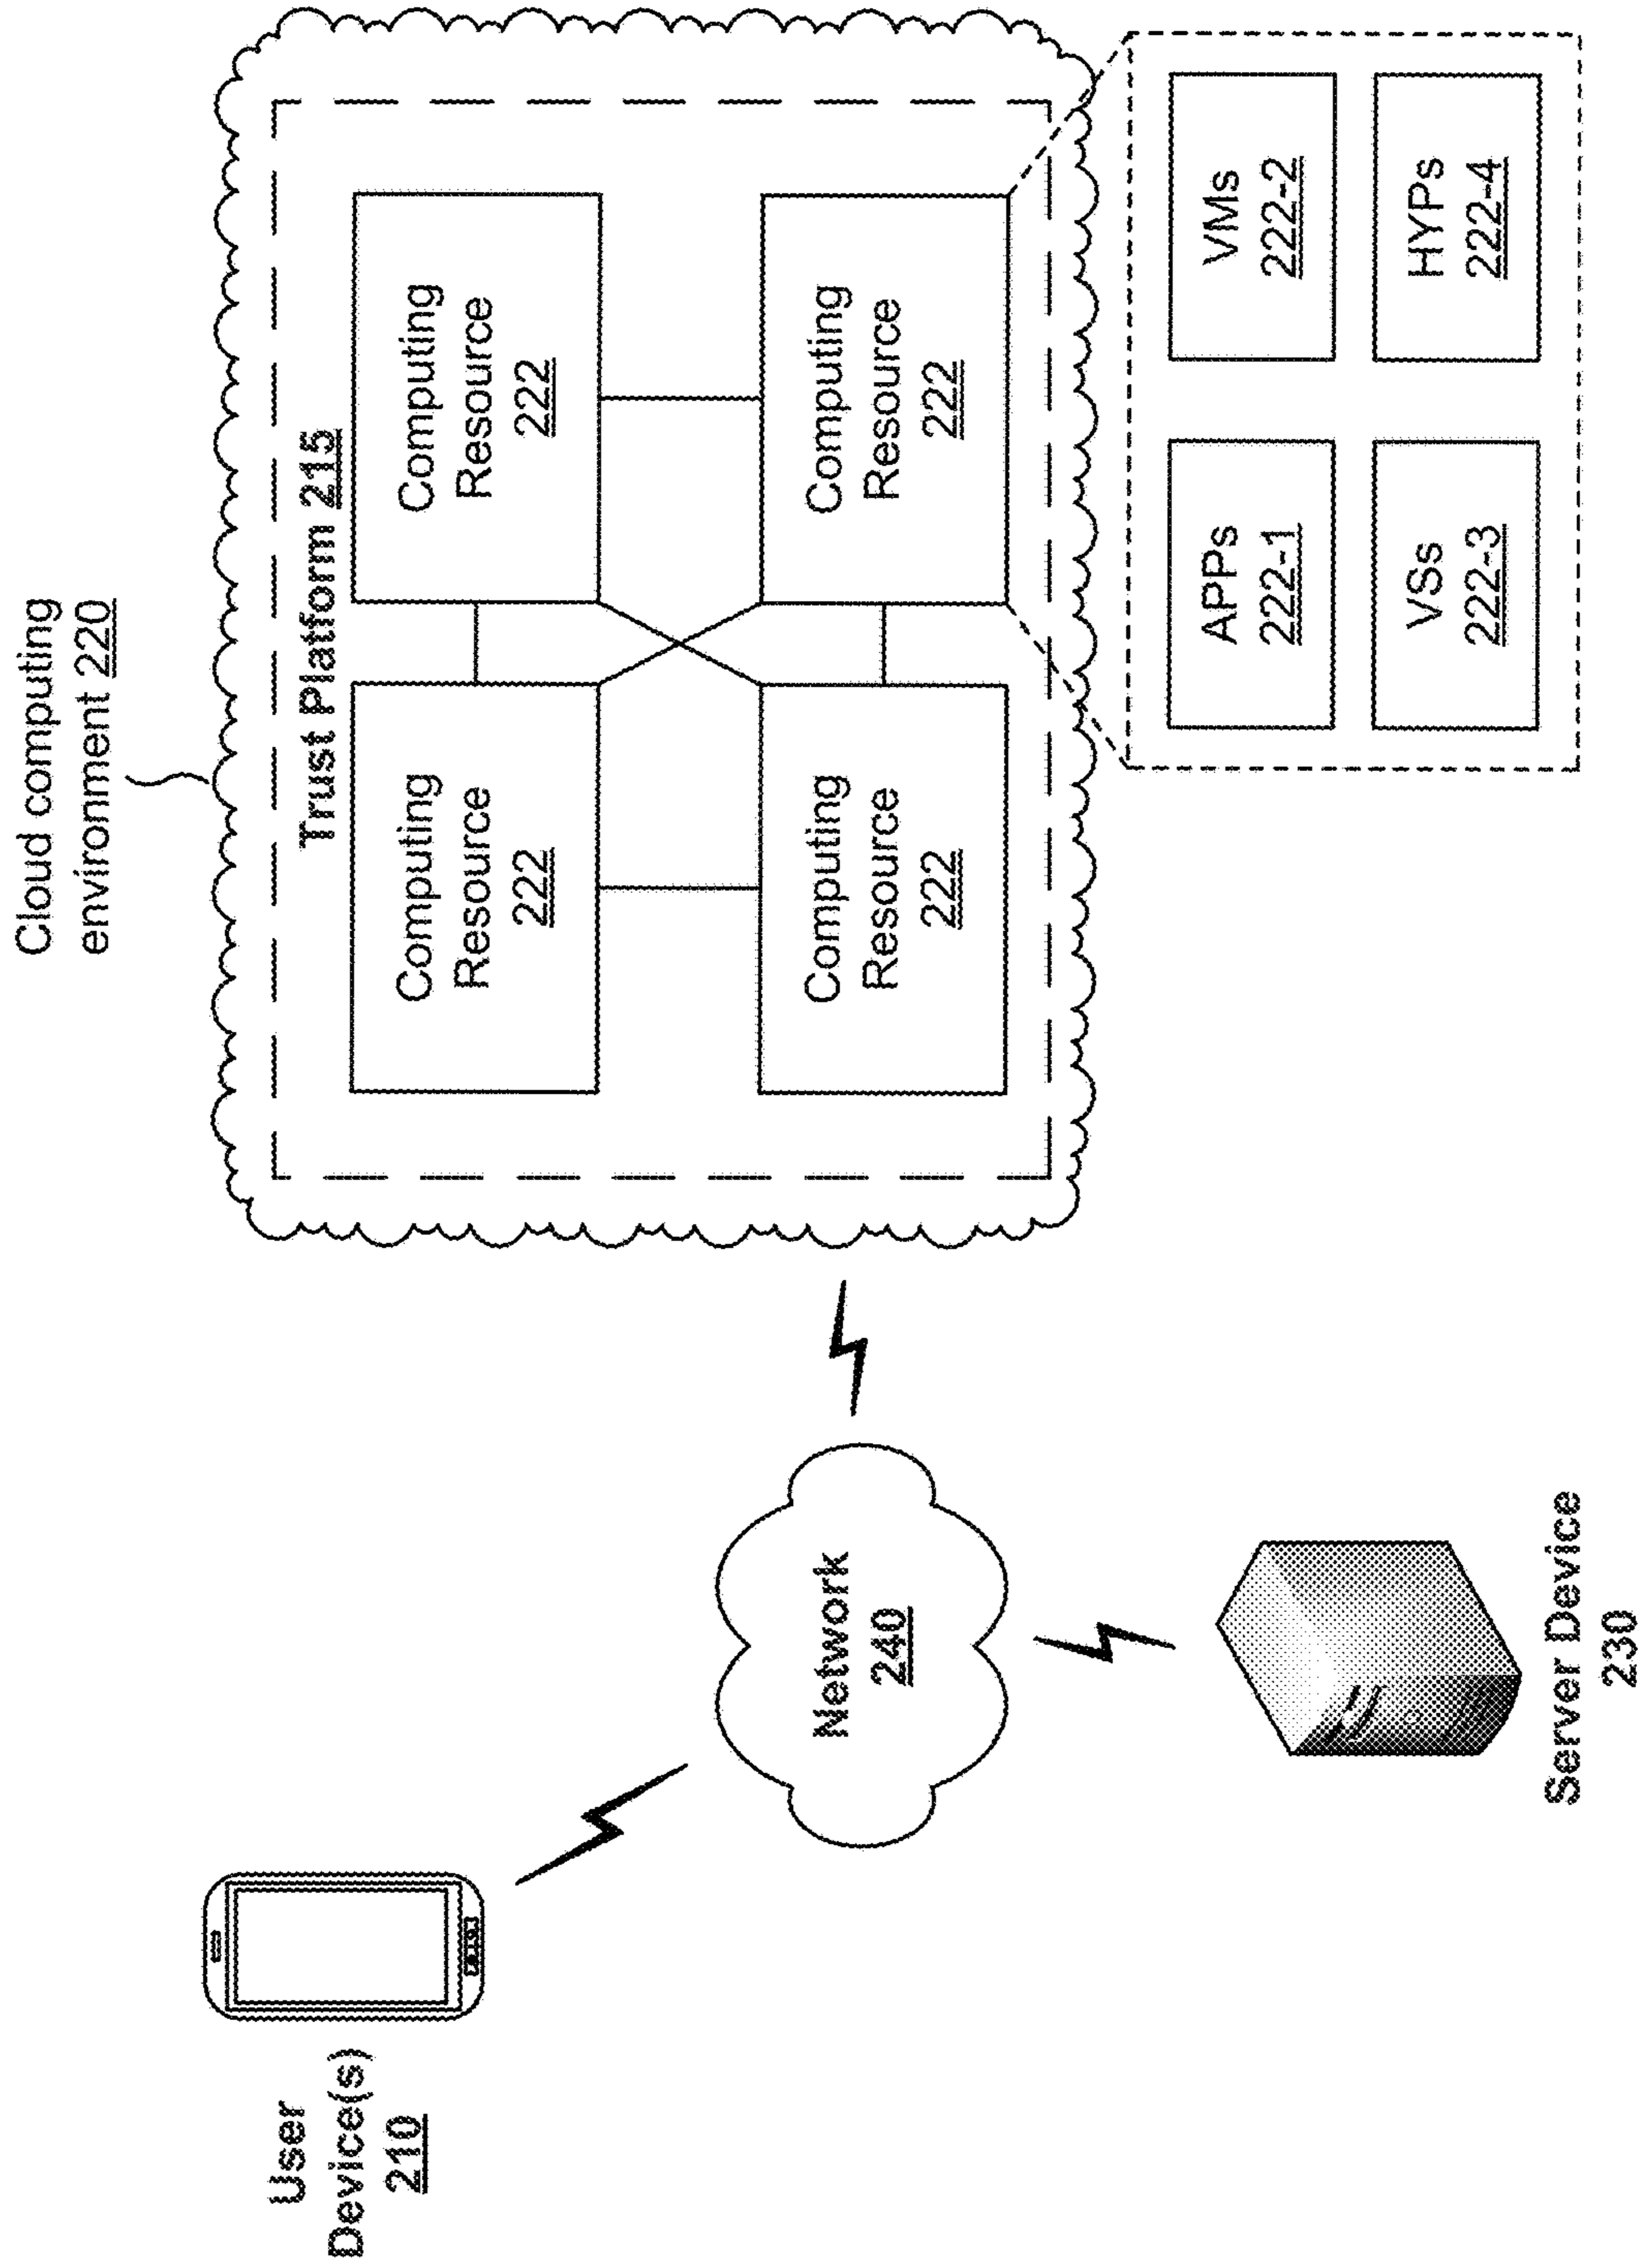 Cloud computing
environment 220
Trust Platform 215
Computing
Resource
222
Computing
Resource
222
Computing
Resource
222
Computing
Resource
222
APPs
222-1
VMs
222-2
VSs
222-3
HYPs
222-4
User
Device(s)
210
Network
240
Server Device
230